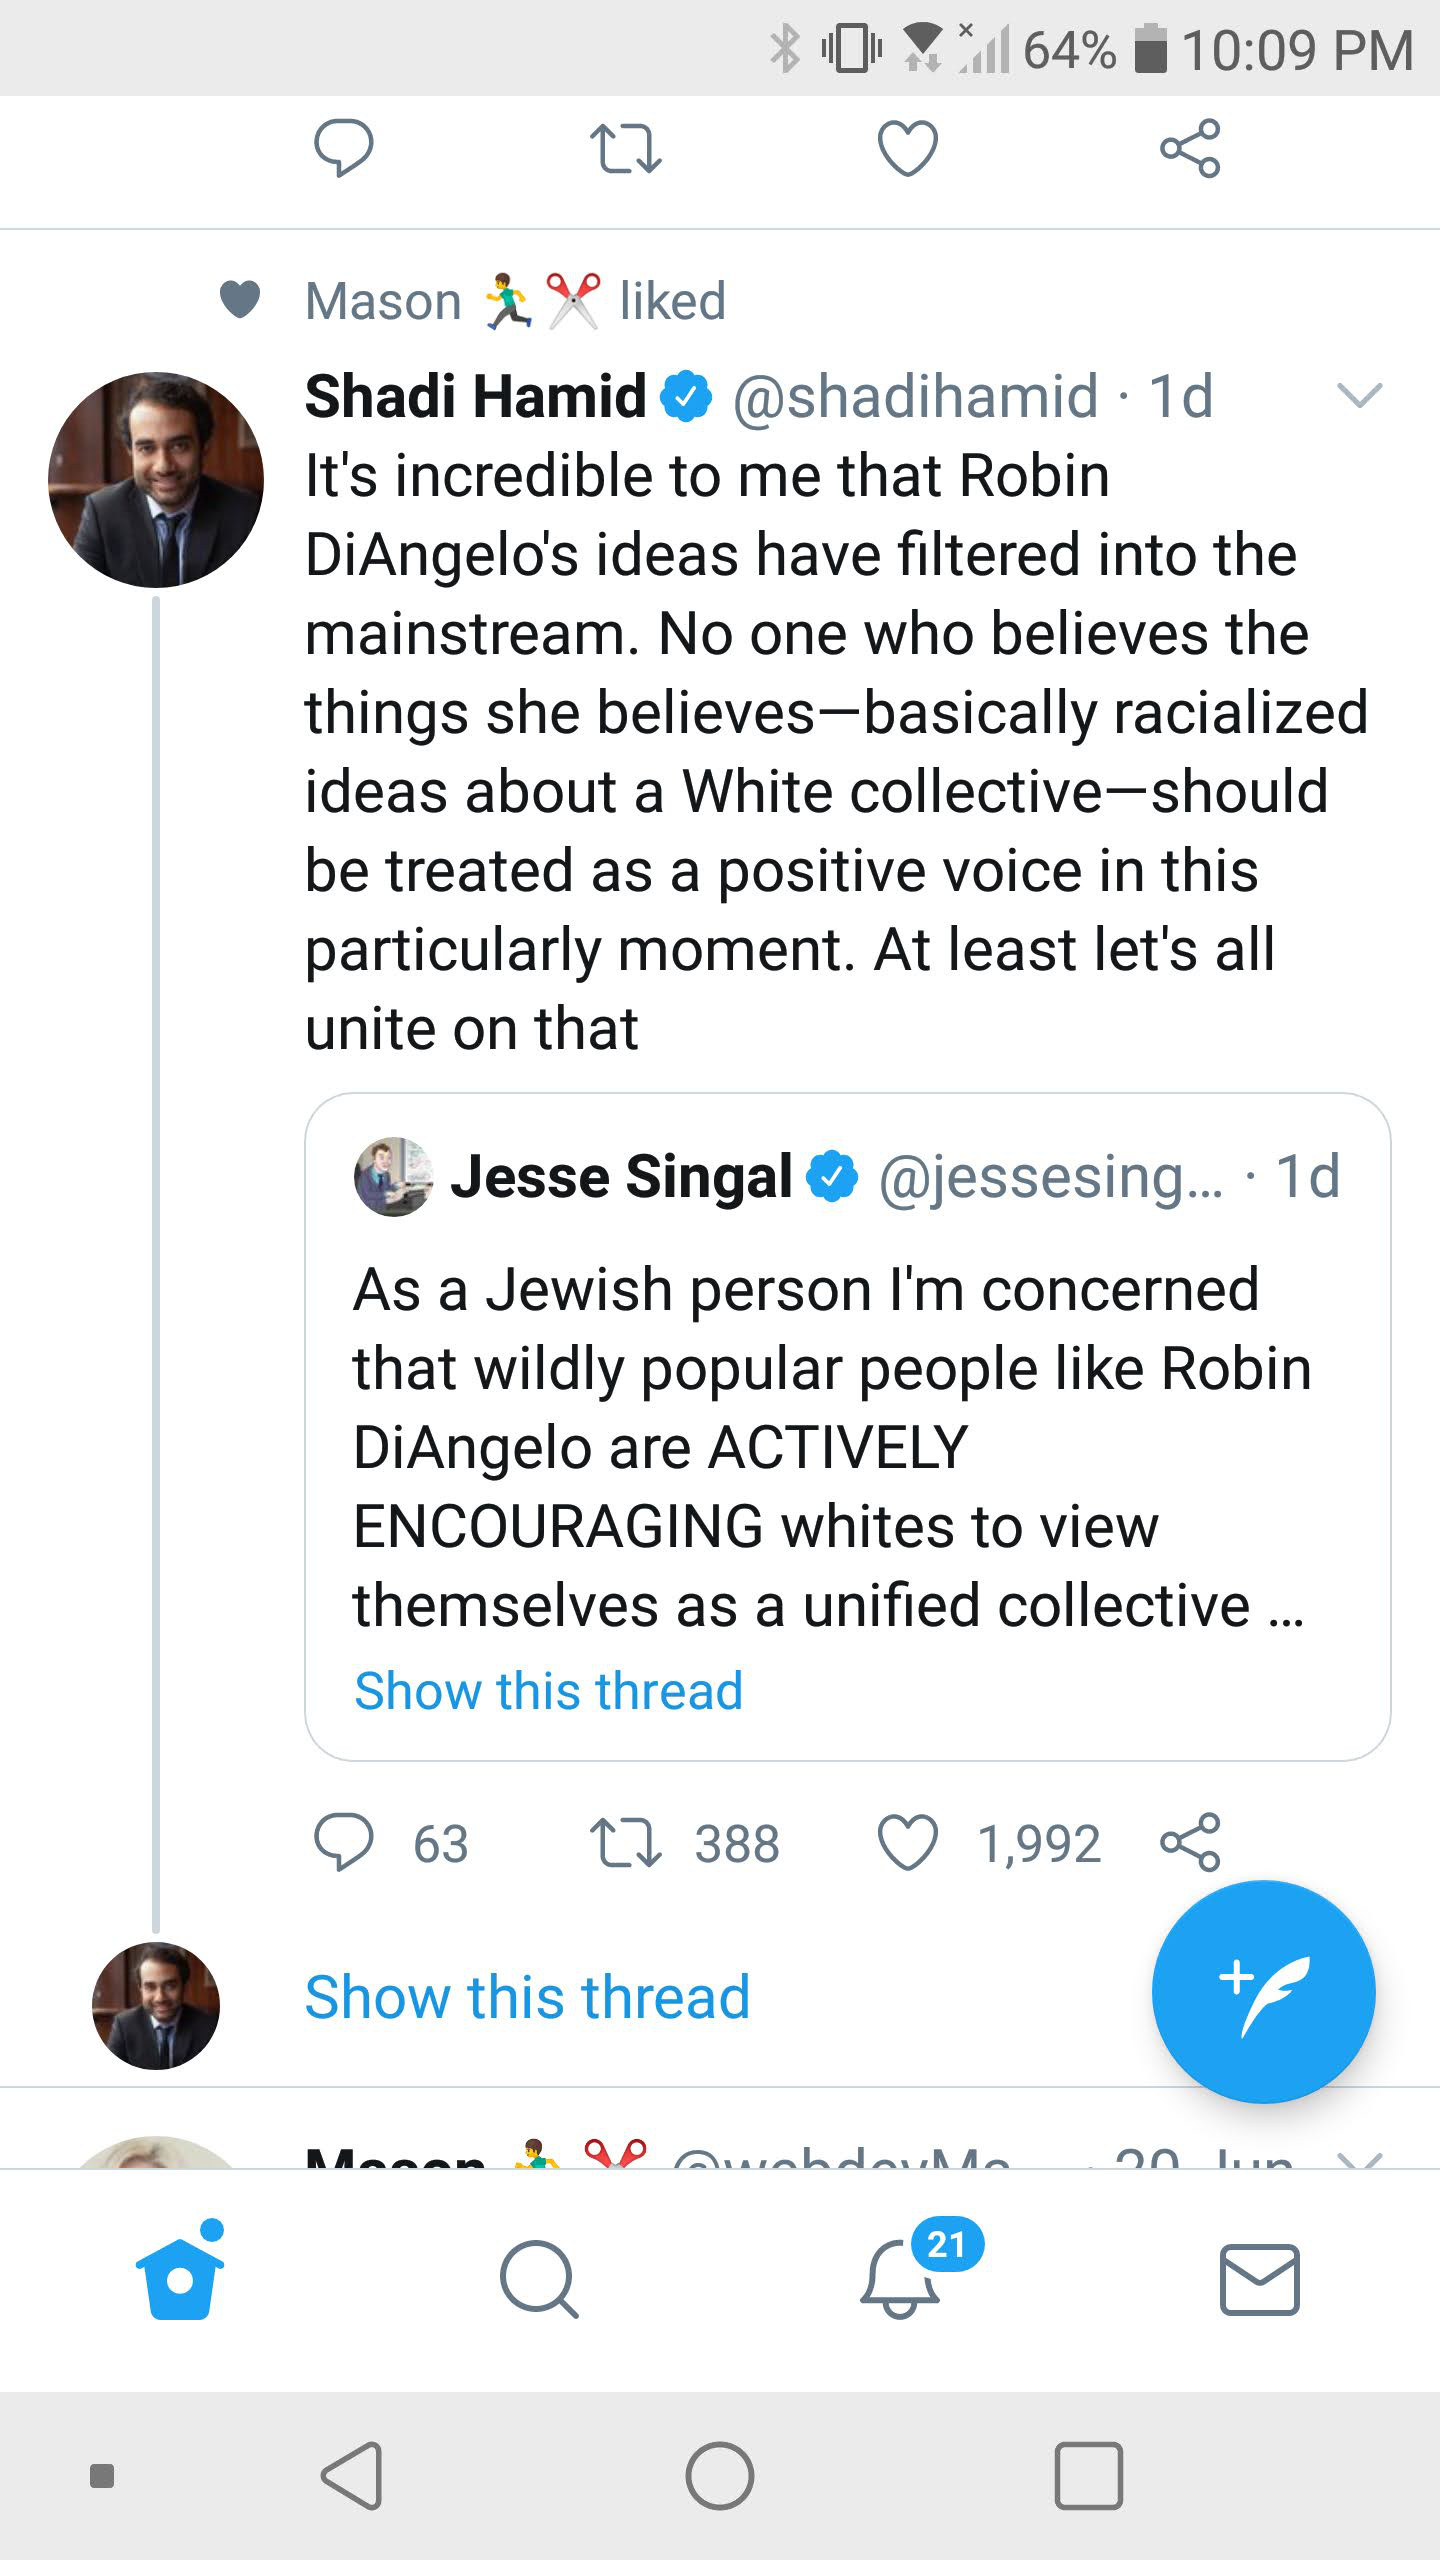 64% 10:09 PM
Mason 🏃‍♂️✂️ liked
Shadi Hamid @shadihamid · 1d
It's incredible to me that Robin
DiAngelo's ideas have filtered into the
mainstream. No one who believes the
things she believes—basically racialized
ideas about a White collective—should
be treated as a positive voice in this
particularly moment. At least let's all
unite on that
Jesse Singal @jessesing... · 1d
As a Jewish person I'm concerned
that wildly popular people like Robin
DiAngelo are ACTIVELY
ENCOURAGING whites to view
themselves as a unified collective ...
Show this thread
63 388 1,992
Show this thread
Mason 🏃‍♂️✂️ @webdevMa... · 20 Jun
21